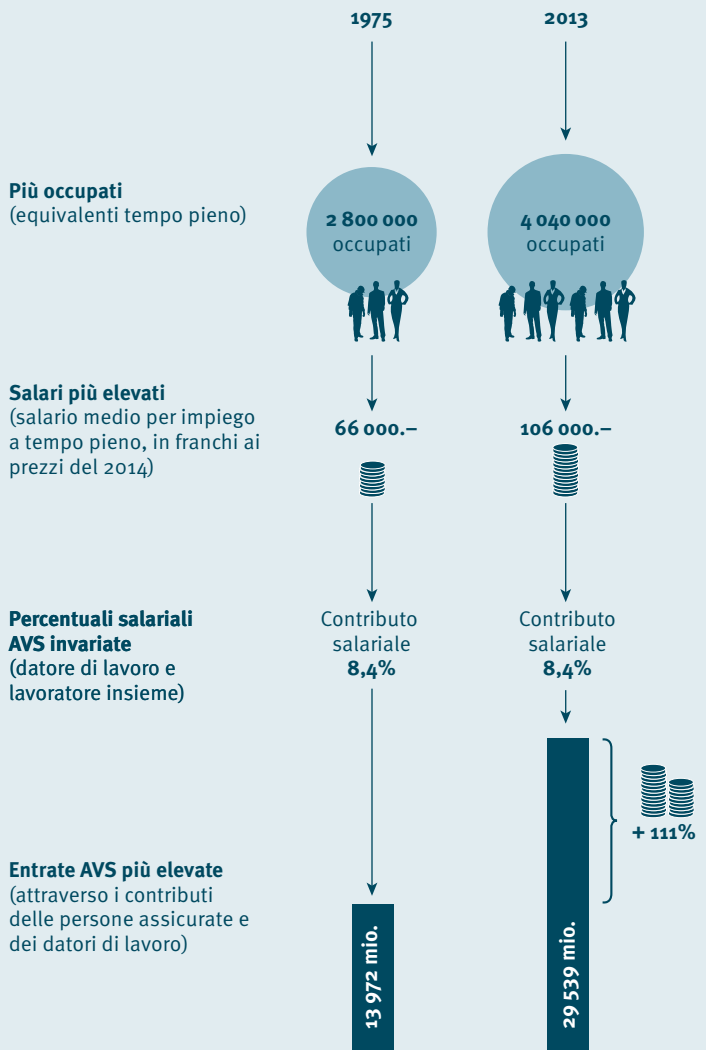 1975
2013
Più occupati
(equivalenti tempo pieno)
2 800 000
occupati
4 040 000
occupati
Salari più elevati
(salario medio per impiego
a tempo pieno, in franchi ai
prezzi del 2014)
66 000.–
106 000.–
Percentuali salariali
AVS invariate
(datore di lavoro e
lavoratore insieme)
Contributo
salariale
8,4%
Contributo
salariale
8,4%
+ 111%
Entrate AVS più elevate
(attraverso i contributi
delle persone assicurate e
dei datori di lavoro)
13 972 mio.
29 539 mio.